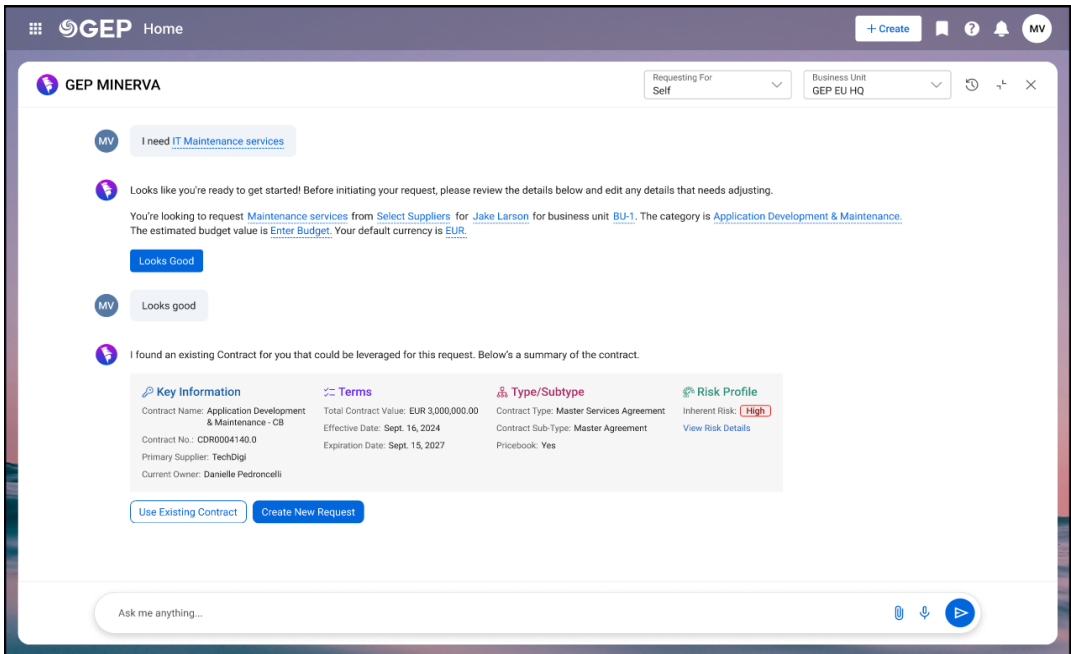 GEP Home
+ Create
MV
GEP MINERVA
Requesting For
Self
Business Unit
GEP EU HQ
MV
I need IT Maintenance services
Looks like you're ready to get started! Before initiating your request, please review the details below and edit any details that needs adjusting.
You're looking to request Maintenance services from Select Suppliers for Jake Larson for business unit BU-1. The category is Application Development & Maintenance.
The estimated budget value is Enter Budget. Your default currency is EUR.
Looks Good
MV
Looks good
I found an existing Contract for you that could be leveraged for this request. Below's a summary of the contract.
Key Information
Contract Name: Application Development
& Maintenance - CB
Contract No.: CDR0004140.0
Primary Supplier: TechDigi
Current Owner: Danielle Pedroncelli
Terms
Total Contract Value: EUR 3,000,000.00
Effective Date: Sept. 16, 2024
Expiration Date: Sept. 15, 2027
Type/Subtype
Contract Type: Master Services Agreement
Contract Sub-Type: Master Agreement
Pricebook: Yes
Risk Profile
Inherent Risk: High
View Risk Details
Use Existing Contract
Create New Request
Ask me anything...